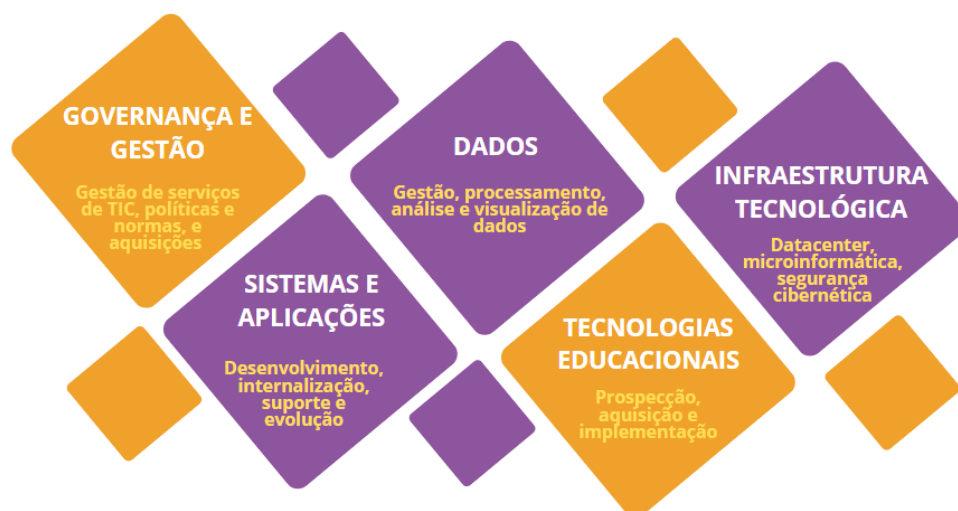 GOVERNANÇA E
GESTÃO
Gestão de serviços
de TIC, políticas e
normas, e
aquisições
SISTEMAS E
APLICAÇÕES
Desenvolvimento,
internalização,
suporte e
evolução
DADOS
Gestão, processamento,
análise e visualização de
dados
TECNOLOGIAS
EDUCACIONAIS
Prospecção,
aquisição e
implementação
INFRAESTRUTURA
TECNOLÓGICA
Datacenter,
microinformática,
segurança
cibernética